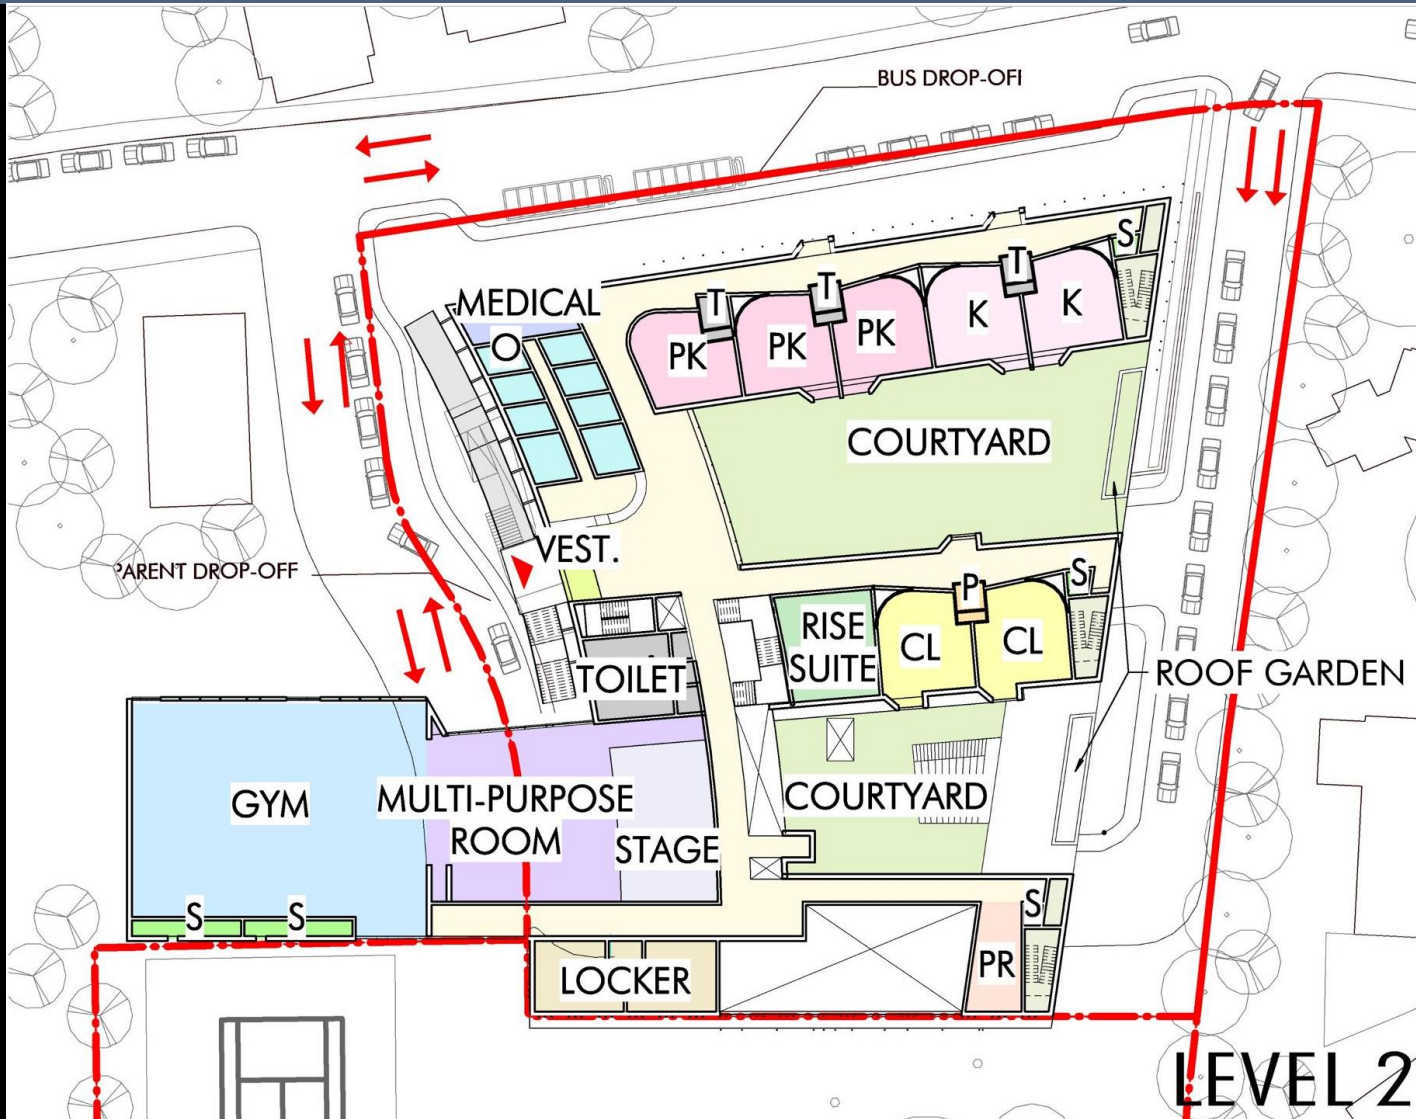 BUS DROP-OFF
S
MEDICAL
O
T
T
T
PK
PK
PK
K
K
COURTYARD
VEST.
PARENT DROP-OFF
P
S
RISE
SUITE
CL
CL
TOILET
ROOF GARDEN
GYM
MULTI-PURPOSE
ROOM
STAGE
COURTYARD
S
S
S
LOCKER
PR
LEVEL 2